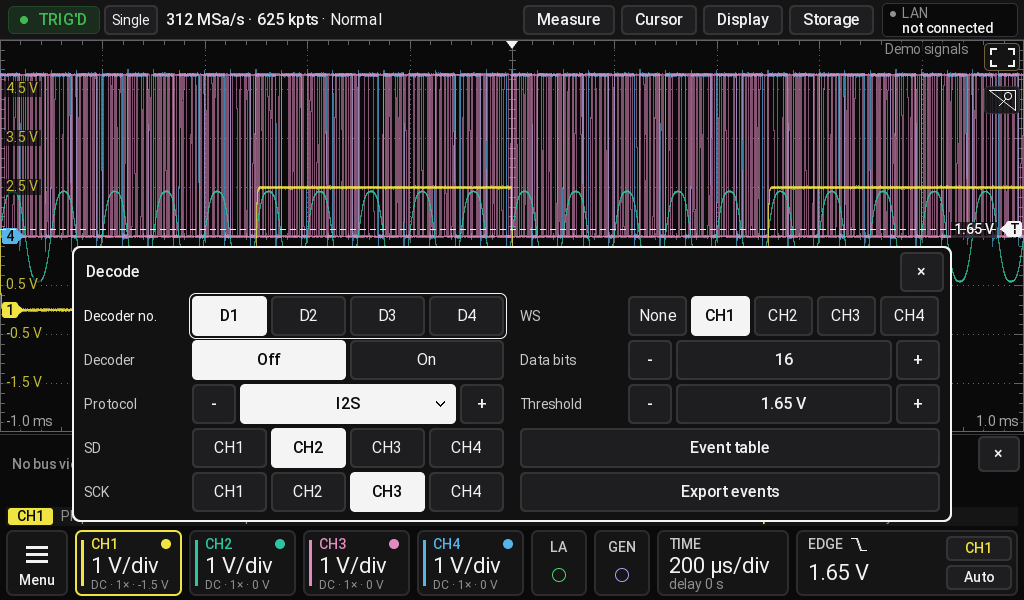 TRIG'D Single 312 MSa/s · 625 kpts · Normal Measure Cursor Display Storage LAN
not connected
Demo signals
4.5 V
3.5 V
2.5 V
4 1.65 V T
0.5 V
1
-0.5 V
-1.5 V
-1.0 ms 1.0 ms
Decode ×
Decoder no. D1 D2 D3 D4 WS None CH1 CH2 CH3 CH4
Decoder Off On Data bits - 16 +
Protocol - I2S + Threshold - 1.65 V +
SD CH1 CH2 CH3 CH4 Event table
SCK CH1 CH2 CH3 CH4 Export events
No bus ×
CH1
Menu
CH1
1 V/div
DC · 1× · -1.5 V
CH2
1 V/div
DC · 1× · 0 V
CH3
1 V/div
DC · 1× · 0 V
CH4
1 V/div
DC · 1× · 0 V
LA
GEN
TIME
200 µs/div
delay 0 s
EDGE
1.65 V
CH1
Auto